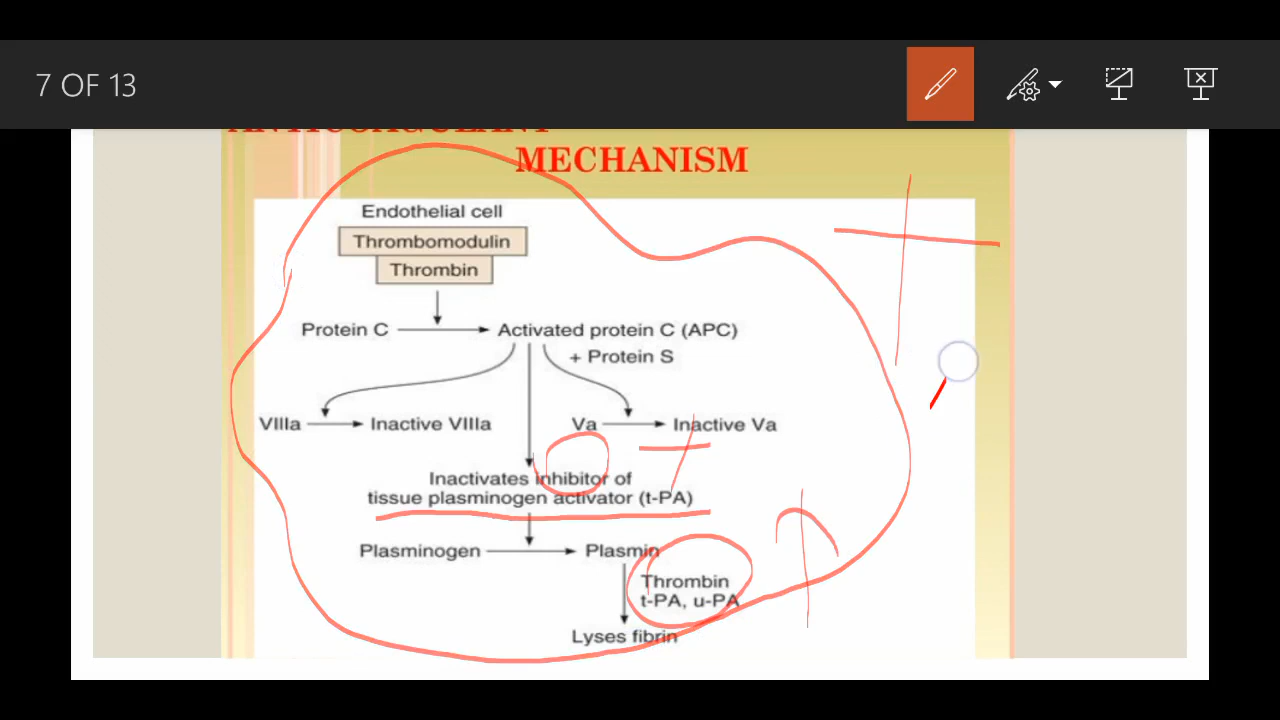 7 OF 13
ANTICOAGULANT
MECHANISM
Endothelial cell
Thrombomodulin
Thrombin
Protein C
Activated protein C (APC)
+ Protein S
VIIIa
Inactive VIIIa
Va
Inactive Va
Inactivates inhibitor of
tissue plasminogen activator (t-PA)
Plasminogen
Plasmin
Thrombin
t-PA, u-PA
Lyses fibrin